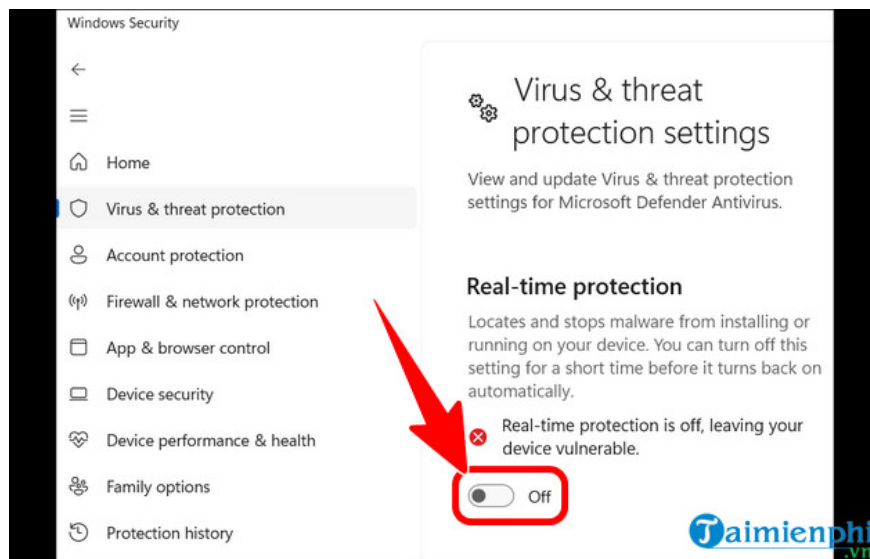 Windows Security
Home
Virus & threat protection
Account protection
Firewall & network protection
App & browser control
Device security
Device performance & health
Family options
Protection history
Virus & threat
protection settings
View and update Virus & threat protection
settings for Microsoft Defender Antivirus.
Real-time protection
Locates and stops malware from installing or
running on your device. You can turn off this
setting for a short time before it turns back on
automatically.
Real-time protection is off, leaving your
device vulnerable.
Off
Taimienphi
.vn